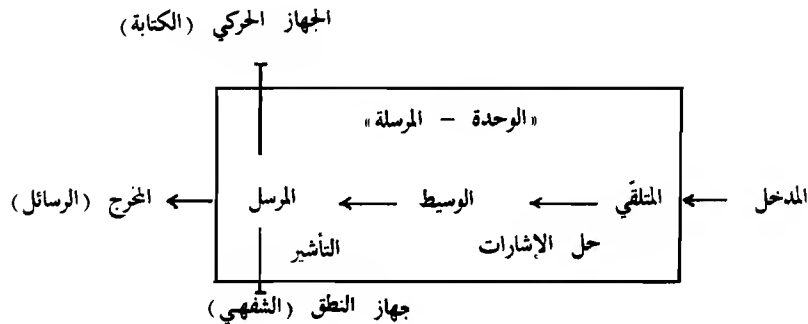 الجهاز الحركي (الكتابة)
«الوحدة – المرسلة»
المدخل ← المتلقّي ← الوسيط ← المرسل ← المخرج (الرسائل)
حل الإشارات التأشير
جهاز النطق (الشفهي)